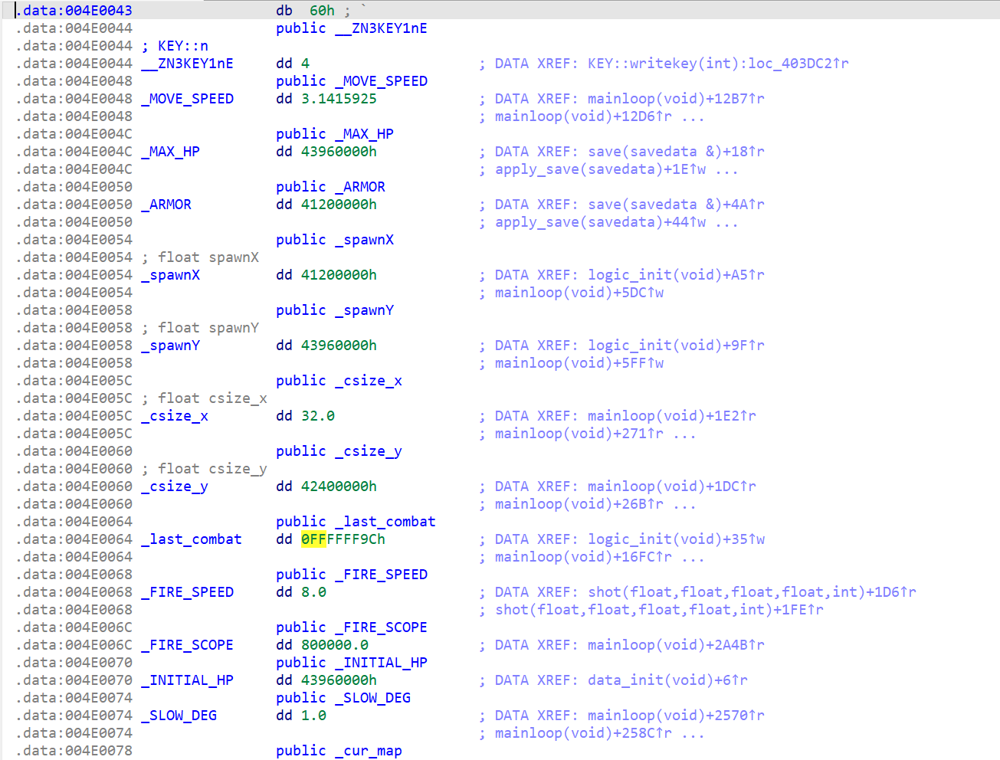 .data:004E0043 db 60h ; `
.data:004E0044 public __ZN3KEY1nE
.data:004E0044 ; KEY::n
.data:004E0044 __ZN3KEY1nE dd 4 ; DATA XREF: KEY::writekey(int):loc_403DC2↑r
.data:004E0048 public _MOVE_SPEED
.data:004E0048 _MOVE_SPEED dd 3.1415925 ; DATA XREF: mainloop(void)+12B7↑r
.data:004E0048 ; mainloop(void)+12D6↑r ...
.data:004E004C public _MAX_HP
.data:004E004C _MAX_HP dd 43960000h ; DATA XREF: save(savedata &)+18↑r
.data:004E004C ; apply_save(savedata)+1E↑w ...
.data:004E0050 public _ARMOR
.data:004E0050 _ARMOR dd 41200000h ; DATA XREF: save(savedata &)+4A↑r
.data:004E0050 ; apply_save(savedata)+44↑w ...
.data:004E0054 public _spawnX
.data:004E0054 ; float spawnX
.data:004E0054 _spawnX dd 41200000h ; DATA XREF: logic_init(void)+A5↑r
.data:004E0054 ; mainloop(void)+5DC↑w
.data:004E0058 public _spawnY
.data:004E0058 ; float spawnY
.data:004E0058 _spawnY dd 43960000h ; DATA XREF: logic_init(void)+9F↑r
.data:004E0058 ; mainloop(void)+5FF↑w
.data:004E005C public _csize_x
.data:004E005C ; float csize_x
.data:004E005C _csize_x dd 32.0 ; DATA XREF: mainloop(void)+1E2↑r
.data:004E005C ; mainloop(void)+271↑r ...
.data:004E0060 public _csize_y
.data:004E0060 ; float csize_y
.data:004E0060 _csize_y dd 42400000h ; DATA XREF: mainloop(void)+1DC↑r
.data:004E0060 ; mainloop(void)+26B↑r ...
.data:004E0064 public _last_combat
.data:004E0064 _last_combat dd 0FFFFFF9Ch ; DATA XREF: logic_init(void)+35↑w
.data:004E0064 ; mainloop(void)+16FC↑r ...
.data:004E0068 public _FIRE_SPEED
.data:004E0068 _FIRE_SPEED dd 8.0 ; DATA XREF: shot(float,float,float,float,int)+1D6↑r
.data:004E0068 ; shot(float,float,float,float,int)+1FE↑r
.data:004E006C public _FIRE_SCOPE
.data:004E006C _FIRE_SCOPE dd 800000.0 ; DATA XREF: mainloop(void)+2A4B↑r
.data:004E0070 public _INITIAL_HP
.data:004E0070 _INITIAL_HP dd 43960000h ; DATA XREF: data_init(void)+6↑r
.data:004E0074 public _SLOW_DEG
.data:004E0074 _SLOW_DEG dd 1.0 ; DATA XREF: mainloop(void)+2570↑r
.data:004E0074 ; mainloop(void)+258C↑r ...
.data:004E0078 public _cur_map